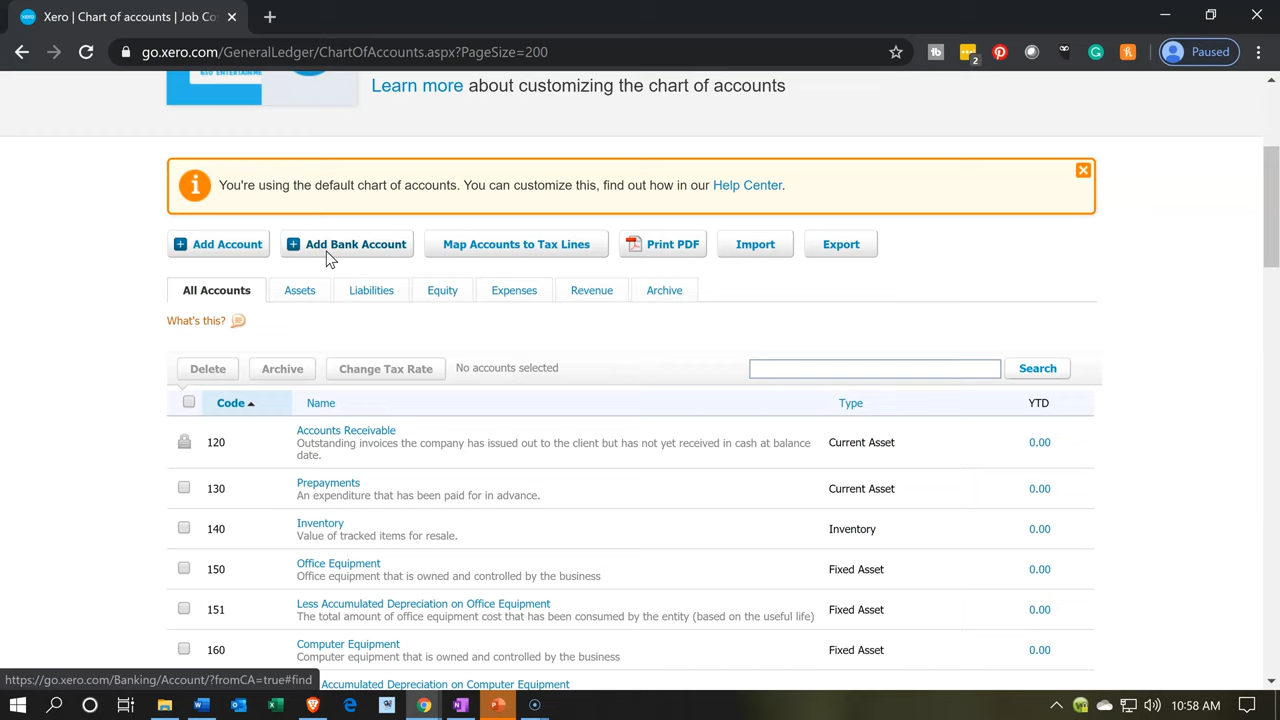 Xero | Chart of accounts | Job Co
go.xero.com/GeneralLedger/ChartOfAccounts.aspx?PageSize=200
2
Paused
Learn more about customizing the chart of accounts
You're using the default chart of accounts. You can customize this, find out how in our Help Center.
Add Account Add Bank Account Map Accounts to Tax Lines Print PDF Import Export
All Accounts Assets Liabilities Equity Expenses Revenue Archive
What's this?
Delete Archive Change Tax Rate No accounts selected Search
Code Name Type YTD
120 Accounts Receivable Current Asset 0.00
Outstanding invoices the company has issued out to the client but has not yet received in cash at balance
date.
130 Prepayments Current Asset 0.00
An expenditure that has been paid for in advance.
140 Inventory Inventory 0.00
Value of tracked items for resale.
150 Office Equipment Fixed Asset 0.00
Office equipment that is owned and controlled by the business
151 Less Accumulated Depreciation on Office Equipment Fixed Asset 0.00
The total amount of office equipment cost that has been consumed by the entity (based on the useful life)
160 Computer Equipment Fixed Asset 0.00
Computer equipment that is owned and controlled by the business
https://go.xero.com/Banking/Account/?fromCA=true#find
Accumulated Depreciation on Computer Equipment
10:58 AM